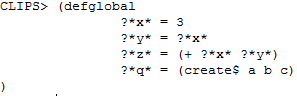 CLIPS> (defglobal
?*x* = 3
?*y* = ?*x*
?*z* = (+ ?*x* ?*y*)
?*q* = (create$ a b c)
)